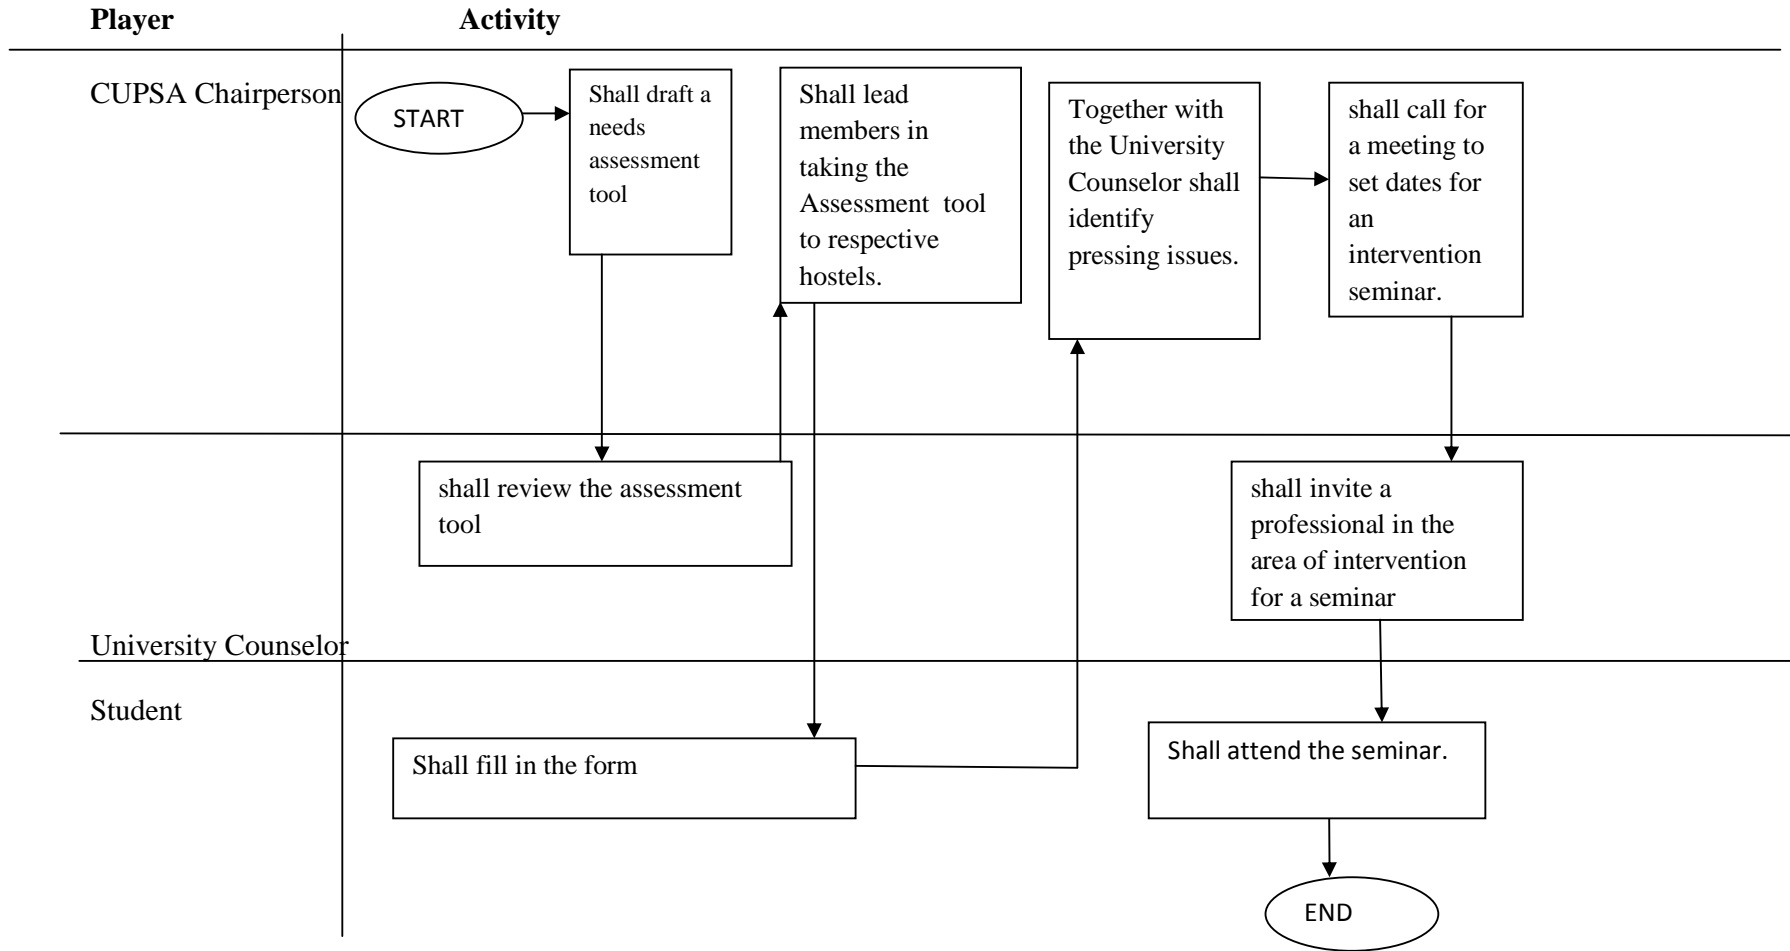 Player
Activity
CUPSA Chairperson
START
Shall draft a
needs
assessment
tool
Shall lead
members in
taking the
Assessment tool
to respective
hostels.
Together with
the University
Counselor shall
identify
pressing issues.
shall call for
a meeting to
set dates for
an
intervention
seminar.
shall review the assessment
tool
shall invite a
professional in the
area of intervention
for a seminar
University Counselor
Student
Shall fill in the form
Shall attend the seminar.
END